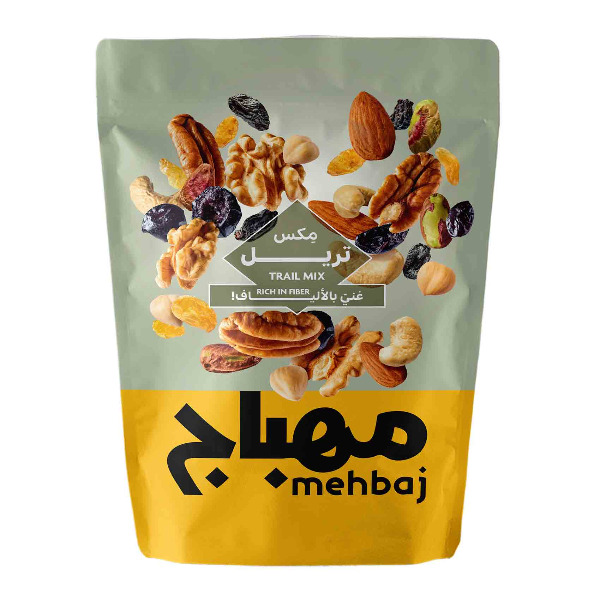 مِكس
تريل
TRAIL MIX
RICH IN FIBER
غنيّ بالألياف!
مهباج
mehbaj